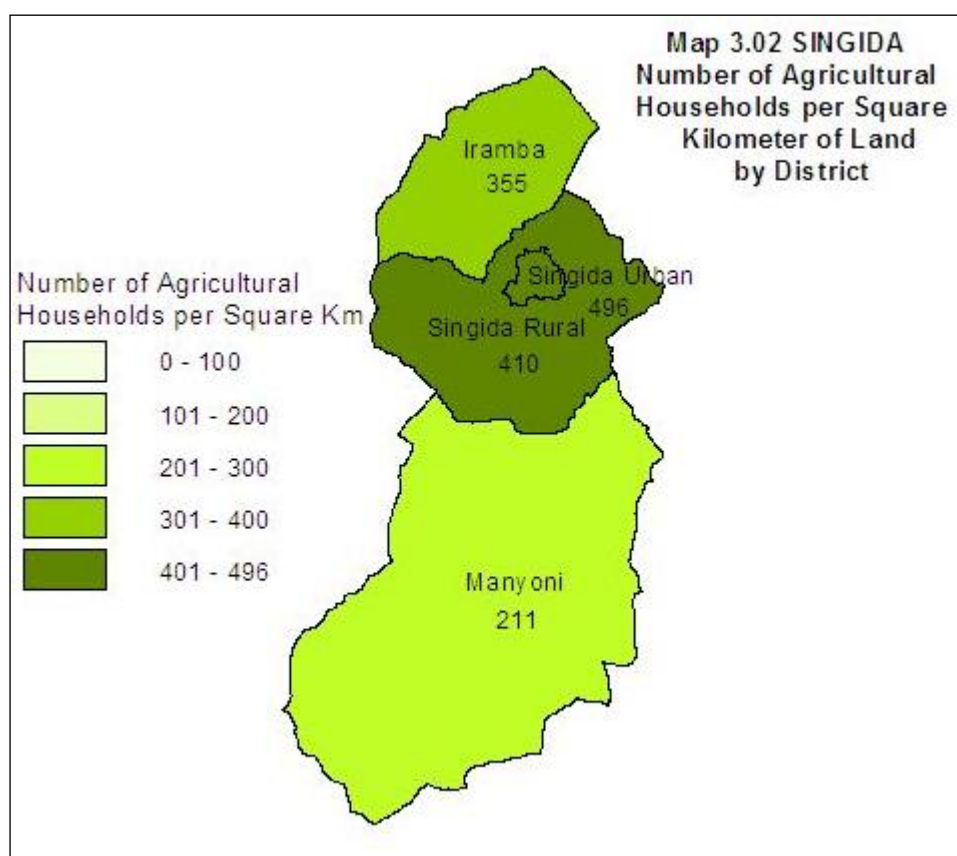 Map 3.02 SINGIDA
Number of Agricultural
Households per Square
Kilometer of Land
by District
Iramba
355
Singida Urban
496
Singida Rural
410
Number of Agricultural
Households per Square Km
0 - 100
101 - 200
201 - 300
301 - 400
401 - 496
Manyoni
211